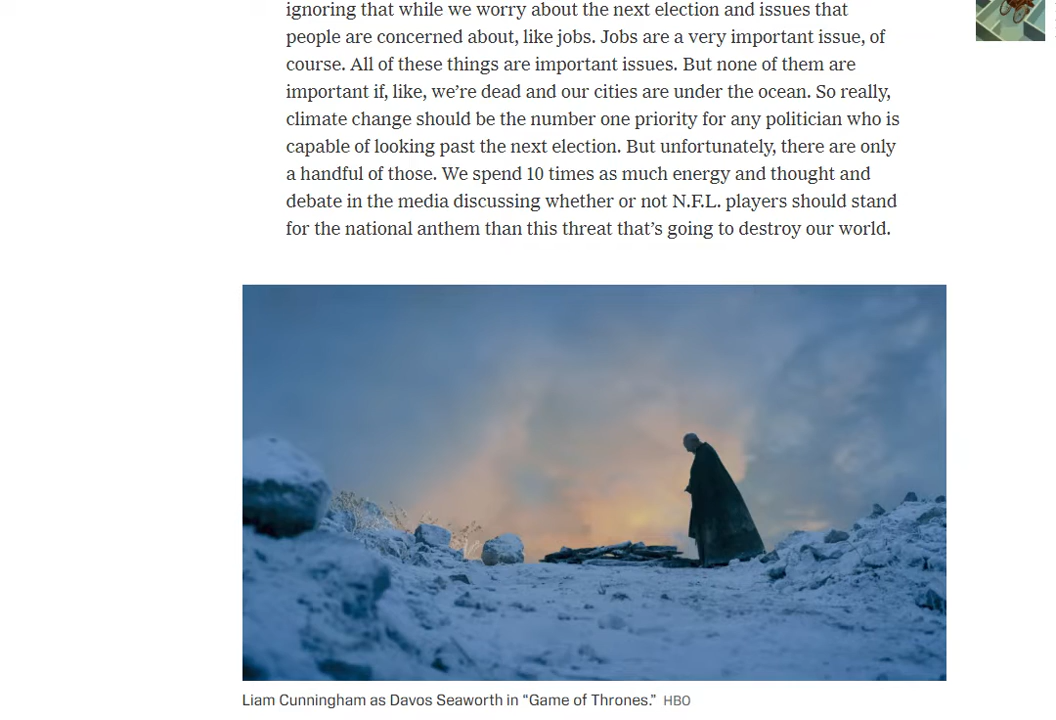 ignoring that while we worry about the next election and issues that
people are concerned about, like jobs. Jobs are a very important issue, of
course. All of these things are important issues. But none of them are
important if, like, we’re dead and our cities are under the ocean. So really,
climate change should be the number one priority for any politician who is
capable of looking past the next election. But unfortunately, there are only
a handful of those. We spend 10 times as much energy and thought and
debate in the media discussing whether or not N.F.L. players should stand
for the national anthem than this threat that’s going to destroy our world.
Liam Cunningham as Davos Seaworth in “Game of Thrones.” HBO